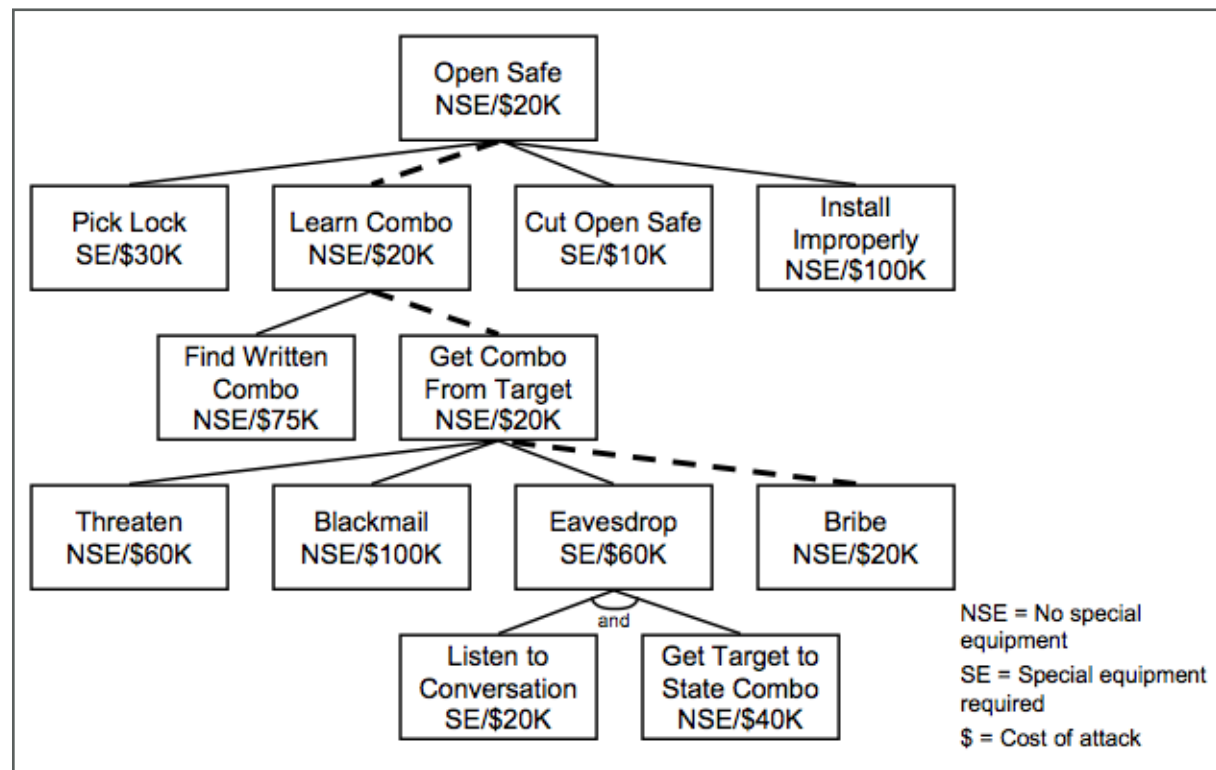 Open Safe
NSE/$20K
Pick Lock
SE/$30K
Learn Combo
NSE/$20K
Cut Open Safe
SE/$10K
Install
Improperly
NSE/$100K
Find Written
Combo
NSE/$75K
Get Combo
From Target
NSE/$20K
Threaten
NSE/$60K
Blackmail
NSE/$100K
Eavesdrop
SE/$60K
Bribe
NSE/$20K
and
Listen to
Conversation
SE/$20K
Get Target to
State Combo
NSE/$40K
NSE = No special
equipment
SE = Special equipment
required
$ = Cost of attack